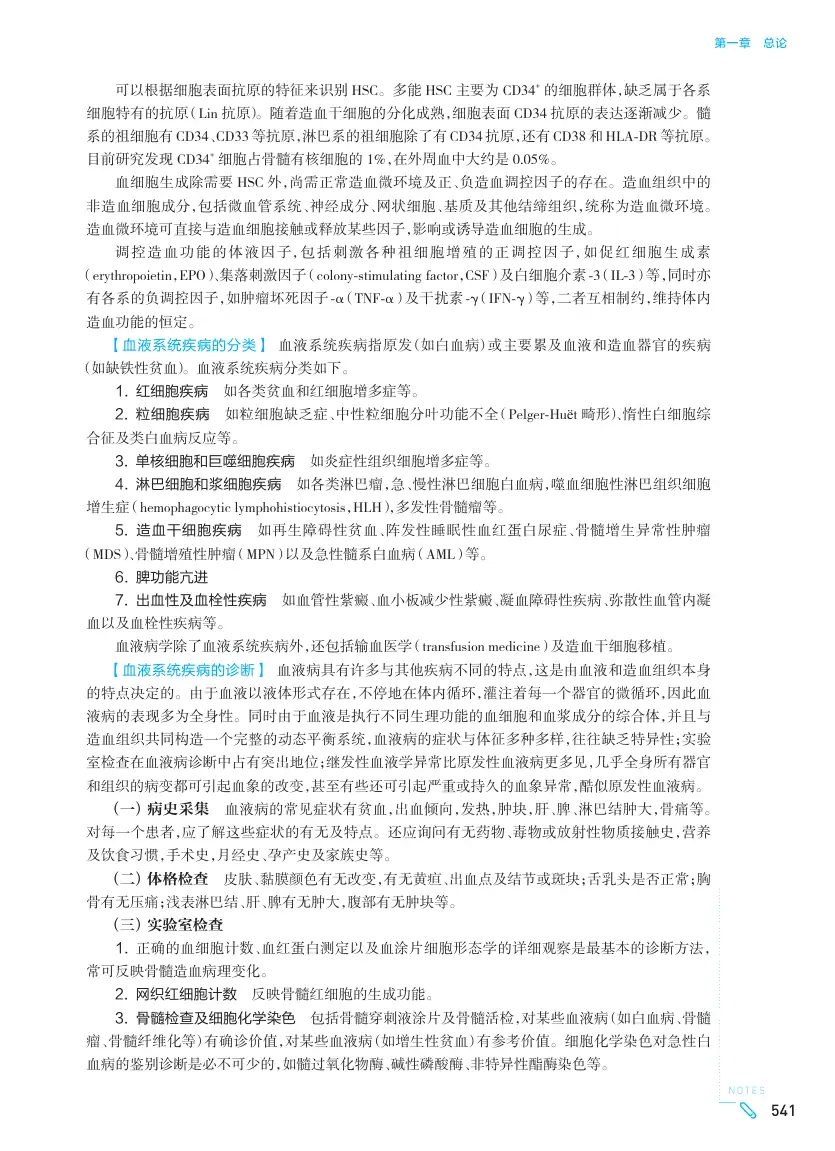 第一章　总论
可以根据细胞表面抗原的特征来识别 HSC。多能 HSC 主要为 CD34⁺ 的细胞群体,缺乏属于各系
细胞特有的抗原(Lin 抗原)。随着造血干细胞的分化成熟,细胞表面 CD34 抗原的表达逐渐减少。髓
系的祖细胞有 CD34、CD33 等抗原,淋巴系的祖细胞除了有 CD34 抗原,还有 CD38 和 HLA-DR 等抗原。
目前研究发现 CD34⁺ 细胞占骨髓有核细胞的 1%,在外周血中大约是 0.05%。
血细胞生成除需要 HSC 外,尚需正常造血微环境及正、负造血调控因子的存在。造血组织中的
非造血细胞成分,包括微血管系统、神经成分、网状细胞、基质及其他结缔组织,统称为造血微环境。
造血微环境可直接与造血细胞接触或释放某些因子,影响或诱导造血细胞的生成。
调控造血功能的体液因子,包括刺激各种祖细胞增殖的正调控因子,如促红细胞生成素
(erythropoietin,EPO)、集落刺激因子(colony-stimulating factor,CSF)及白细胞介素-3(IL-3)等,同时亦
有各系的负调控因子,如肿瘤坏死因子-α(TNF-α)及干扰素-γ(IFN-γ)等,二者互相制约,维持体内
造血功能的恒定。
【血液系统疾病的分类】　血液系统疾病指原发(如白血病)或主要累及血液和造血器官的疾病
(如缺铁性贫血)。血液系统疾病分类如下。
1. 红细胞疾病　如各类贫血和红细胞增多症等。
2. 粒细胞疾病　如粒细胞缺乏症、中性粒细胞分叶功能不全(Pelger-Huët 畸形)、惰性白细胞综
合征及类白血病反应等。
3. 单核细胞和巨噬细胞疾病　如炎症性组织细胞增多症等。
4. 淋巴细胞和浆细胞疾病　如各类淋巴瘤,急、慢性淋巴细胞白血病,噬血细胞性淋巴组织细胞
增生症(hemophagocytic lymphohistiocytosis,HLH),多发性骨髓瘤等。
5. 造血干细胞疾病　如再生障碍性贫血、阵发性睡眠性血红蛋白尿症、骨髓增生异常性肿瘤
(MDS)、骨髓增殖性肿瘤(MPN)以及急性髓系白血病(AML)等。
6. 脾功能亢进
7. 出血性及血栓性疾病　如血管性紫癜、血小板减少性紫癜、凝血障碍性疾病、弥散性血管内凝
血以及血栓性疾病等。
血液病学除了血液系统疾病外,还包括输血医学(transfusion medicine)及造血干细胞移植。
【血液系统疾病的诊断】　血液病具有许多与其他疾病不同的特点,这是由血液和造血组织本身
的特点决定的。由于血液以液体形式存在,不停地在体内循环,灌注着每一个器官的微循环,因此血
液病的表现多为全身性。同时由于血液是执行不同生理功能的血细胞和血浆成分的综合体,并且与
造血组织共同构造一个完整的动态平衡系统,血液病的症状与体征多种多样,往往缺乏特异性;实验
室检查在血液病诊断中占有突出地位;继发性血液学异常比原发性血液病更多见,几乎全身所有器官
和组织的病变都可引起血象的改变,甚至有些还可引起严重或持久的血象异常,酷似原发性血液病。
(一)病史采集　血液病的常见症状有贫血,出血倾向,发热,肿块,肝、脾、淋巴结肿大,骨痛等。
对每一个患者,应了解这些症状的有无及特点。还应询问有无药物、毒物或放射性物质接触史,营养
及饮食习惯,手术史,月经史、孕产史及家族史等。
(二)体格检查　皮肤、黏膜颜色有无改变,有无黄疸、出血点及结节或斑块;舌乳头是否正常;胸
骨有无压痛;浅表淋巴结、肝、脾有无肿大,腹部有无肿块等。
(三)实验室检查
1. 正确的血细胞计数、血红蛋白测定以及血涂片细胞形态学的详细观察是最基本的诊断方法,
常可反映骨髓造血病理变化。
2. 网织红细胞计数　反映骨髓红细胞的生成功能。
3. 骨髓检查及细胞化学染色　包括骨髓穿刺液涂片及骨髓活检,对某些血液病(如白血病、骨髓
瘤、骨髓纤维化等)有确诊价值,对某些血液病(如增生性贫血)有参考价值。细胞化学染色对急性白
血病的鉴别诊断是必不可少的,如髓过氧化物酶、碱性磷酸酶、非特异性酯酶染色等。
NOTES
541